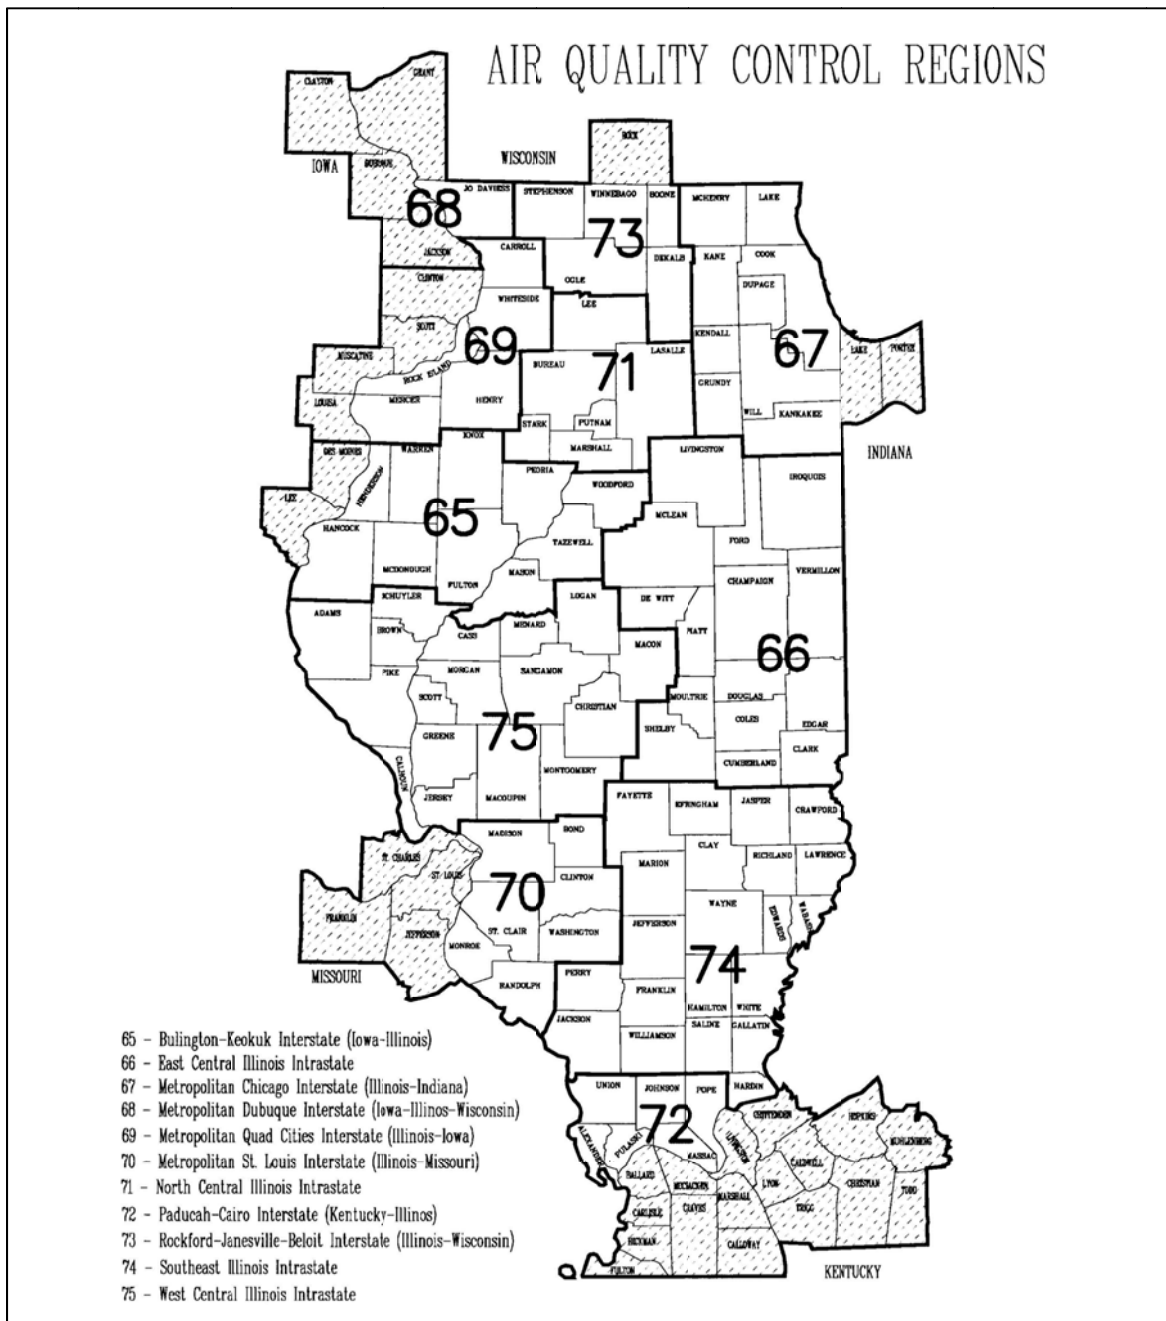 AIR QUALITY CONTROL REGIONS
GRANT
CLAYTON
ROCK
WISCONSIN
IOWA
DUBUQUE
JO DAVIESS
STEPHENSON
WINNEBAGO
BOONE
MCHENRY
LAKE
68
73
JACKSON
CARROLL
OGLE
DEKALB
KANE
COOK
CLINTON
DUPAGE
WHITESIDE
LEE
SCOTT
69
71
67
KENDALL
LAKE
PORTER
MUSCATINE
ROCK ISLAND
BUREAU
LASALLE
GRUNDY
LOUISA
MERCER
HENRY
STARK
PUTNAM
WILL
KANKAKEE
MARSHALL
KNOX
WARREN
LIVINGSTON
INDIANA
DES MOINES
HENDERSON
PEORIA
WOODFORD
IROQUOIS
LEE
HANCOCK
65
MCLEAN
FORD
TAZEWELL
MCDONOUGH
FULTON
MASON
CHAMPAIGN
VERMILLON
ADAMS
SCHUYLER
LOGAN
DE WITT
BROWN
CASS
MENARD
MACON
PIATT
66
PIKE
MORGAN
SANGAMON
SCOTT
CHRISTIAN
MOULTRIE
DOUGLAS
75
GREENE
SHELBY
COLES
EDGAR
CLARK
CUMBERLAND
CALHOUN
MONTGOMERY
JERSEY
MACOUPIN
FAYETTE
EFFINGHAM
JASPER
CRAWFORD
MADISON
BOND
CLAY
RICHLAND
LAWRENCE
ST. CHARLES
ST. LOUIS
MARION
CLINTON
70
FRANKLIN
WAYNE
EDWARDS
WABASH
JEFFERSON
ST. CLAIR
WASHINGTON
JEFFERSON
MONROE
74
MISSOURI
PERRY
RANDOLPH
FRANKLIN
HAMILTON
WHITE
JACKSON
WILLIAMSON
SALINE
GALLATIN
65 - Bulington-Keokuk Interstate (Iowa-Illinois)
66 - East Central Illinois Intrastate
67 - Metropolitan Chicago Interstate (Illinois-Indiana)
68 - Metropolitan Dubuque Interstate (Iowa-Illinos-Wisconsin)
69 - Metropolitan Quad Cities Interstate (Illinois-Iowa)
70 - Metropolitan St. Louis Interstate (Illinois-Missouri)
71 - North Central Illinois Intrastate
72 - Paducah-Cairo Interstate (Kentucky-Illinos)
73 - Rockford-Janesville-Beloit Interstate (Illinois-Wisconsin)
74 - Southeast Illinois Intrastate
75 - West Central Illinois Intrastate
UNION
JOHNSON
POPE
HARDIN
72
CRITTENDEN
HOPKINS
ALEXANDER
PULASKI
MASSAC
LIVINGSTON
MUHLENBERG
BALLARD
MCCRACKEN
CALDWELL
LYON
MARSHALL
CHRISTIAN
TODD
CARLISLE
GRAVES
TRIGG
HICKMAN
CALLOWAY
FULTON
KENTUCKY